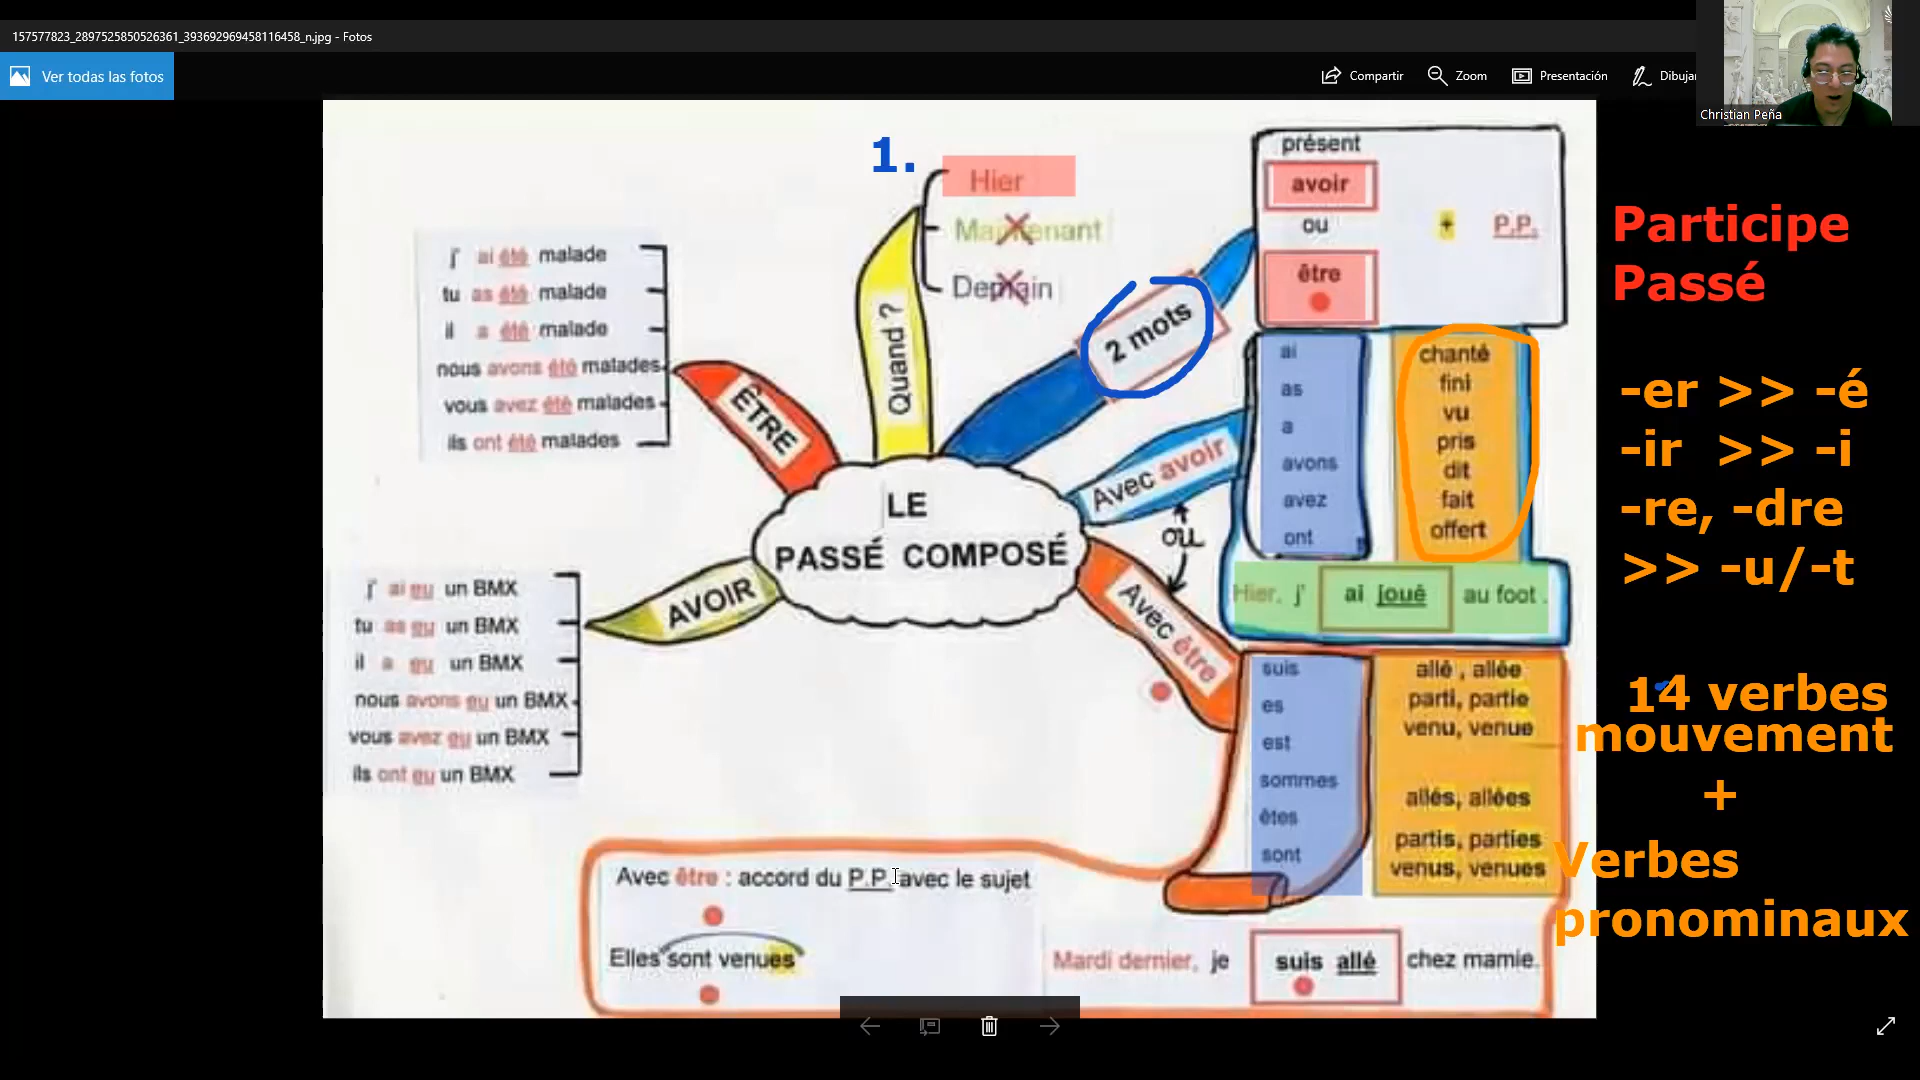 157577823_2897525850526361_393692969458116458_n.jpg - Fotos
Ver todas las fotos
Compartir
Zoom
Presentación
Dibujar
Christian Peña
1.
Hier
Maintenant
Demain
Quand ?
2 mots
présent
avoir
ou
être
+ P.P.
Participe
Passé
-er >> -é
-ir >> -i
-re, -dre
>> -u/-t
14 verbes
mouvement
+
Verbes
pronominaux
ÊTRE
j' ai été malade
tu as été malade
il a été malade
nous avons été malades
vous avez été malades
ils ont été malades
LE
PASSÉ COMPOSÉ
AVOIR
j' ai eu un BMX
tu as eu un BMX
il a eu un BMX
nous avons eu un BMX
vous avez eu un BMX
ils ont eu un BMX
Avec avoir
ou
Avec être
ai
as
a
avons
avez
ont
chanté
fini
vu
pris
dit
fait
offert
Hier, j' ai joué au foot .
suis
es
est
sommes
êtes
sont
allé , allée
parti, partie
venu, venue
allés, allées
partis, parties
venus, venues
Avec être : accord du P.P. avec le sujet
Elles sont venues
Mardi dernier, je suis allé chez mamie.